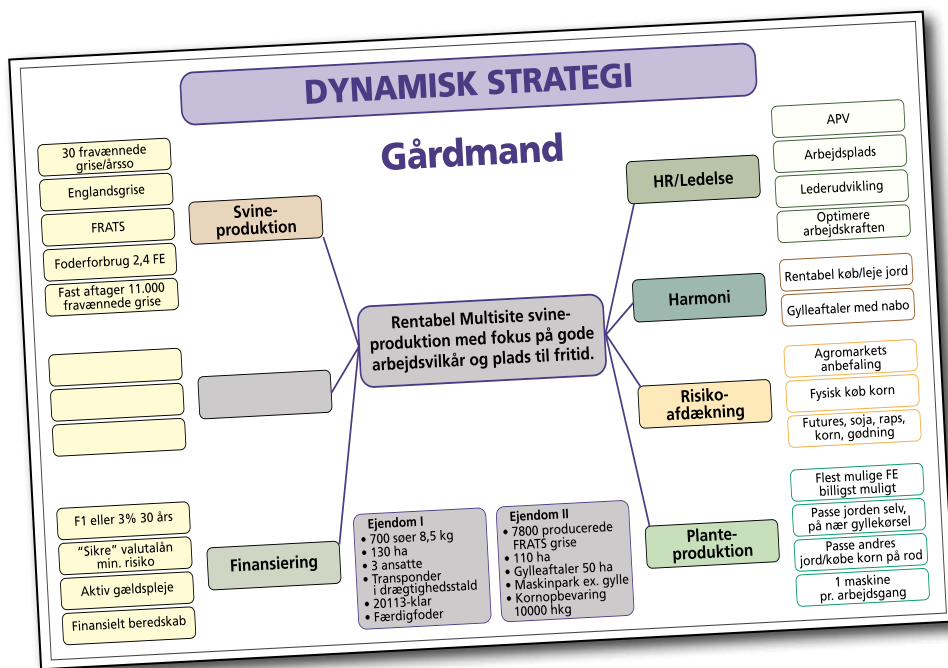 DYNAMISK STRATEGI
Gårdmand
30 fravænnede
grise/årsso
Englandsgrise
FRATS
Foderforbrug 2,4 FE
Fast aftager 11.000
fravænnede grise
Svine-
produktion
F1 eller 3% 30 års
”Sikre” valutalån
min. risiko
Aktiv gældspleje
Finansielt beredskab
Finansiering
Rentabel Multisite svine-
produktion med fokus på gode
arbejdsvilkår og plads til fritid.
Ejendom I
• 700 søer 8,5 kg
• 130 ha
• 3 ansatte
• Transponder
i drægtighedsstald
• 20113-klar
• Færdigfoder
Ejendom II
• 7800 producerede
FRATS grise
• 110 ha
• Gylleaftaler 50 ha
• Maskinpark ex. gylle
• Kornopbevaring
10000 hkg
HR/Ledelse
APV
Arbejdsplads
Lederudvikling
Optimere
arbejdskraften
Harmoni
Rentabel køb/leje jord
Gylleaftaler med nabo
Risiko-
afdækning
Agromarkets
anbefaling
Fysisk køb korn
Futures, soja, raps,
korn, gødning
Plante-
produktion
Flest mulige FE
billigst muligt
Passe jorden selv,
på nær gyllekørsel
Passe andres
jord/købe korn på rod
1 maskine
pr. arbejdsgang